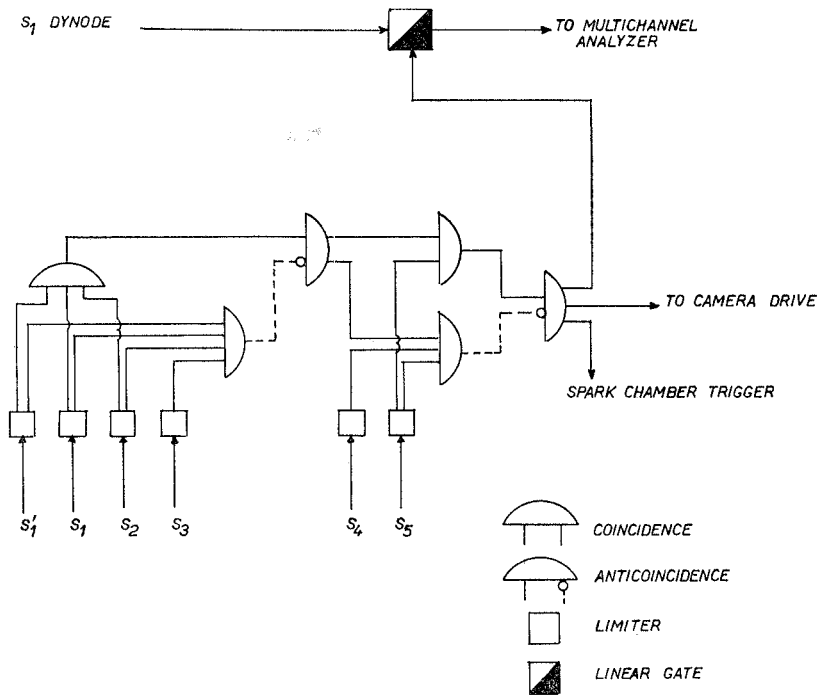 S₁ DYNODE
TO MULTICHANNEL
ANALYZER
TO CAMERA DRIVE
SPARK CHAMBER TRIGGER
S₁′ S₁ S₂ S₃ S₄ S₅
COINCIDENCE
ANTICOINCIDENCE
LIMITER
LINEAR GATE